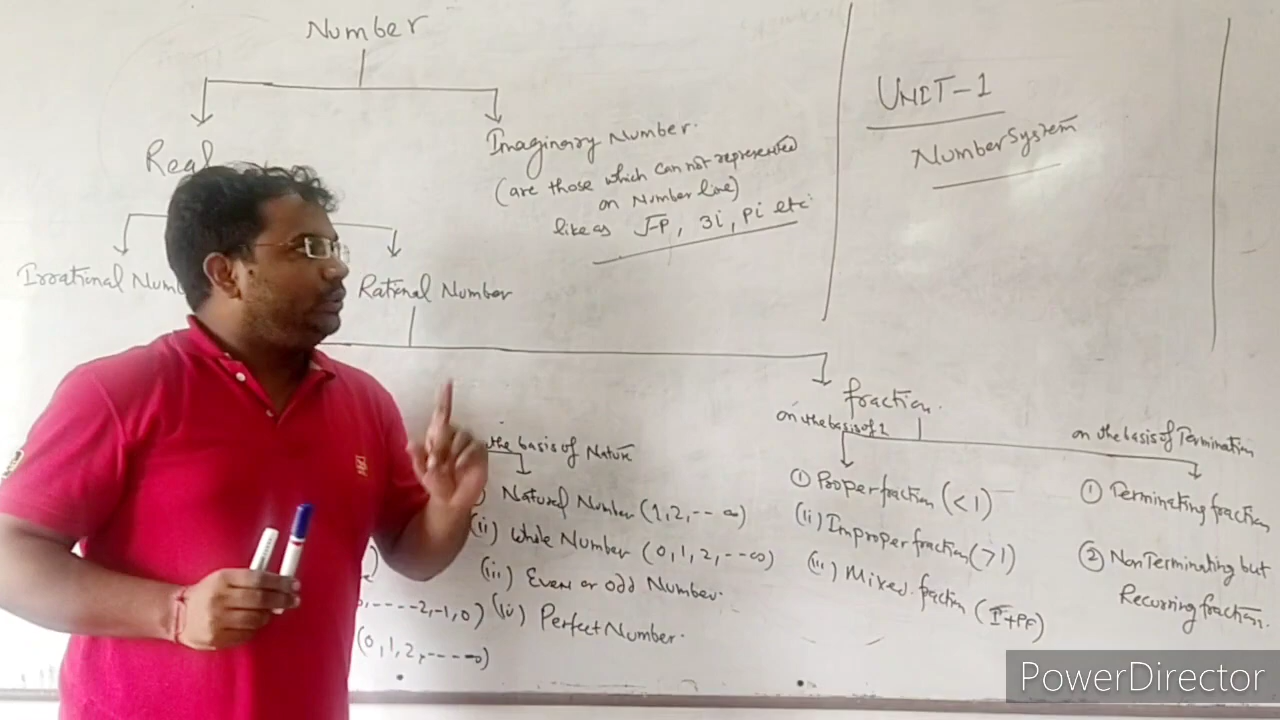 Number
UNIT-1
Number System
Real
Imaginary Number.
(are those which can not represented
on Number line)
like as √-P, 3i, Pi etc.
Irrational Num
Rational Number
fraction.
on the basis of 1
on the basis of Termination
the basis of Nature
① Proper fraction (<1)
(ii) Improper fraction (>1)
(iii) Mixed fraction (I+PF)
① Terminating fraction
② Non Terminating but
Recurring fraction.
) Natural Number (1,2,--∞)
(ii) Whole Number (0,1,2,--∞)
(iii) Even or odd Number.
(iv) Perfect Number.
----2,-1,0)
(0,1,2,----∞)
PowerDirector